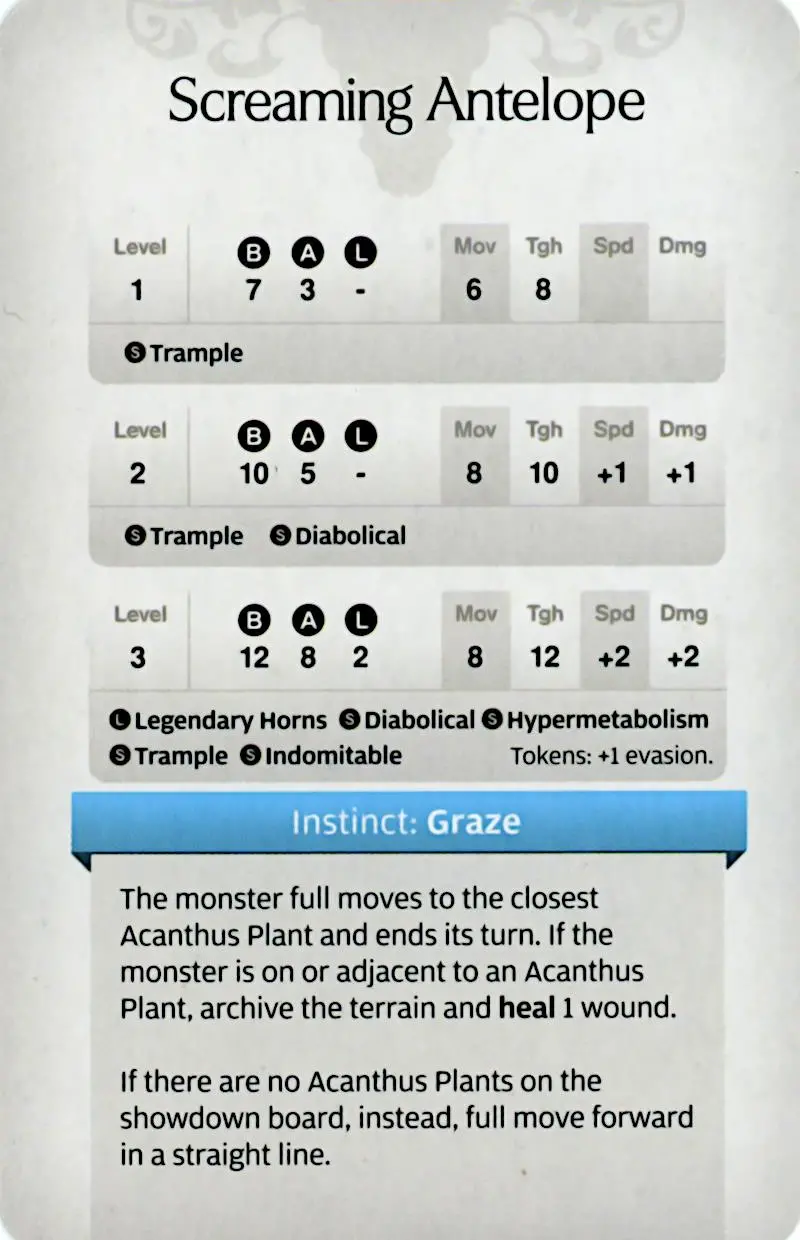 Screaming Antelope
Level B A L Mov Tgh Spd Dmg
1 7 3 - 6 8
S Trample
Level B A L Mov Tgh Spd Dmg
2 10 5 - 8 10 +1 +1
S Trample S Diabolical
Level B A L Mov Tgh Spd Dmg
3 12 8 2 8 12 +2 +2
L Legendary Horns S Diabolical S Hypermetabolism
S Trample S Indomitable Tokens: +1 evasion.
Instinct: Graze
The monster full moves to the closest
Acanthus Plant and ends its turn. If the
monster is on or adjacent to an Acanthus
Plant, archive the terrain and heal 1 wound.
If there are no Acanthus Plants on the
showdown board, instead, full move forward
in a straight line.